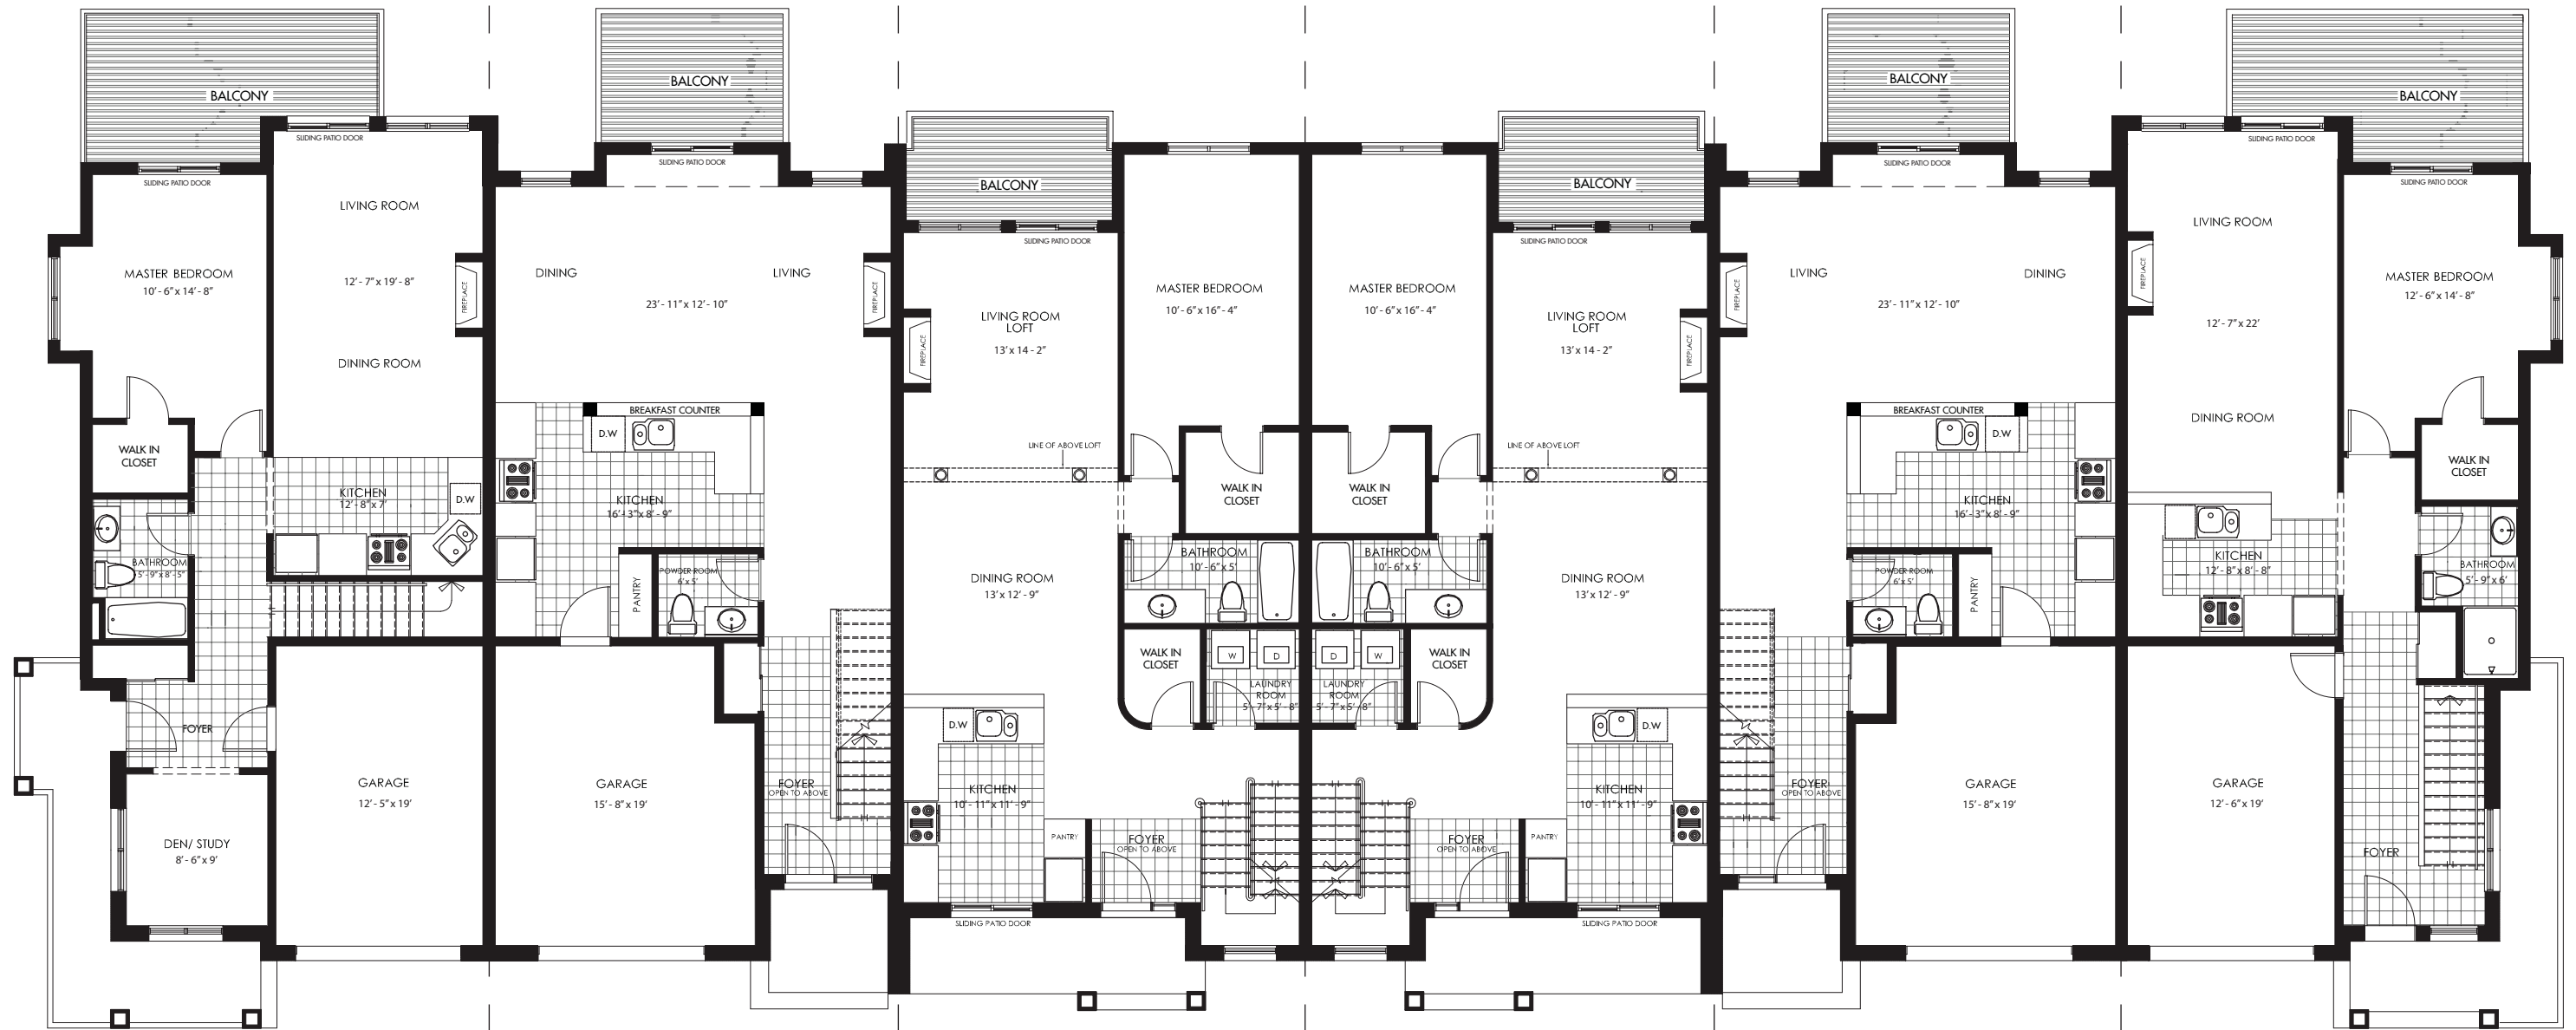 BALCONY
SLIDING PATIO DOOR
SLIDING PATIO DOOR
LIVING ROOM
MASTER BEDROOM
10' - 6" x 14' - 8"
12' - 7" x 19' - 8"
FIREPLACE
DINING ROOM
WALK IN
CLOSET
KITCHEN
12' - 8" x 7'
D.W
BATHROOM
5' - 9" x 8' - 5"
FOYER
GARAGE
12' - 5" x 19'
DEN/ STUDY
8' - 6" x 9'
BALCONY
SLIDING PATIO DOOR
DINING
LIVING
23' - 11" x 12' - 10"
FIREPLACE
BREAKFAST COUNTER
D.W
KITCHEN
16' - 3" x 8' - 9"
PANTRY
POWDER ROOM
6' x 5'
GARAGE
15' - 8" x 19'
FOYER
OPEN TO ABOVE
BALCONY
SLIDING PATIO DOOR
MASTER BEDROOM
10' - 6" x 16" - 4"
LIVING ROOM
LOFT
13' x 14 - 2"
FIREPLACE
LINE OF ABOVE LOFT
WALK IN
CLOSET
BATHROOM
10' - 6" x 5'
DINING ROOM
13' x 12' - 9"
WALK IN
CLOSET
W
D
LAUNDRY
ROOM
5' - 7" x 5' - 8"
D.W
KITCHEN
10' - 11" x 11' - 9"
PANTRY
FOYER
OPEN TO ABOVE
SLIDING PATIO DOOR
BALCONY
SLIDING PATIO DOOR
MASTER BEDROOM
10' - 6" x 16" - 4"
LIVING ROOM
LOFT
13' x 14 - 2"
FIREPLACE
LINE OF ABOVE LOFT
WALK IN
CLOSET
BATHROOM
10' - 6" x 5'
DINING ROOM
13' x 12' - 9"
D
W
WALK IN
CLOSET
LAUNDRY
ROOM
5' - 7" x 5' - 8"
D.W
KITCHEN
10' - 11" x 11' - 9"
FOYER
OPEN TO ABOVE
PANTRY
SLIDING PATIO DOOR
BALCONY
SLIDING PATIO DOOR
LIVING
DINING
23' - 11" x 12' - 10"
FIREPLACE
BREAKFAST COUNTER
D.W
KITCHEN
16' - 3" x 8' - 9"
POWDER ROOM
6' x 5'
PANTRY
FOYER
OPEN TO ABOVE
GARAGE
15' - 8" x 19'
BALCONY
SLIDING PATIO DOOR
SLIDING PATIO DOOR
LIVING ROOM
FIREPLACE
MASTER BEDROOM
12' - 6" x 14' - 8"
12' - 7" x 22'
DINING ROOM
WALK IN
CLOSET
KITCHEN
12' - 8" x 8' - 8"
BATHROOM
5' - 9" x 6'
GARAGE
12' - 6" x 19'
FOYER